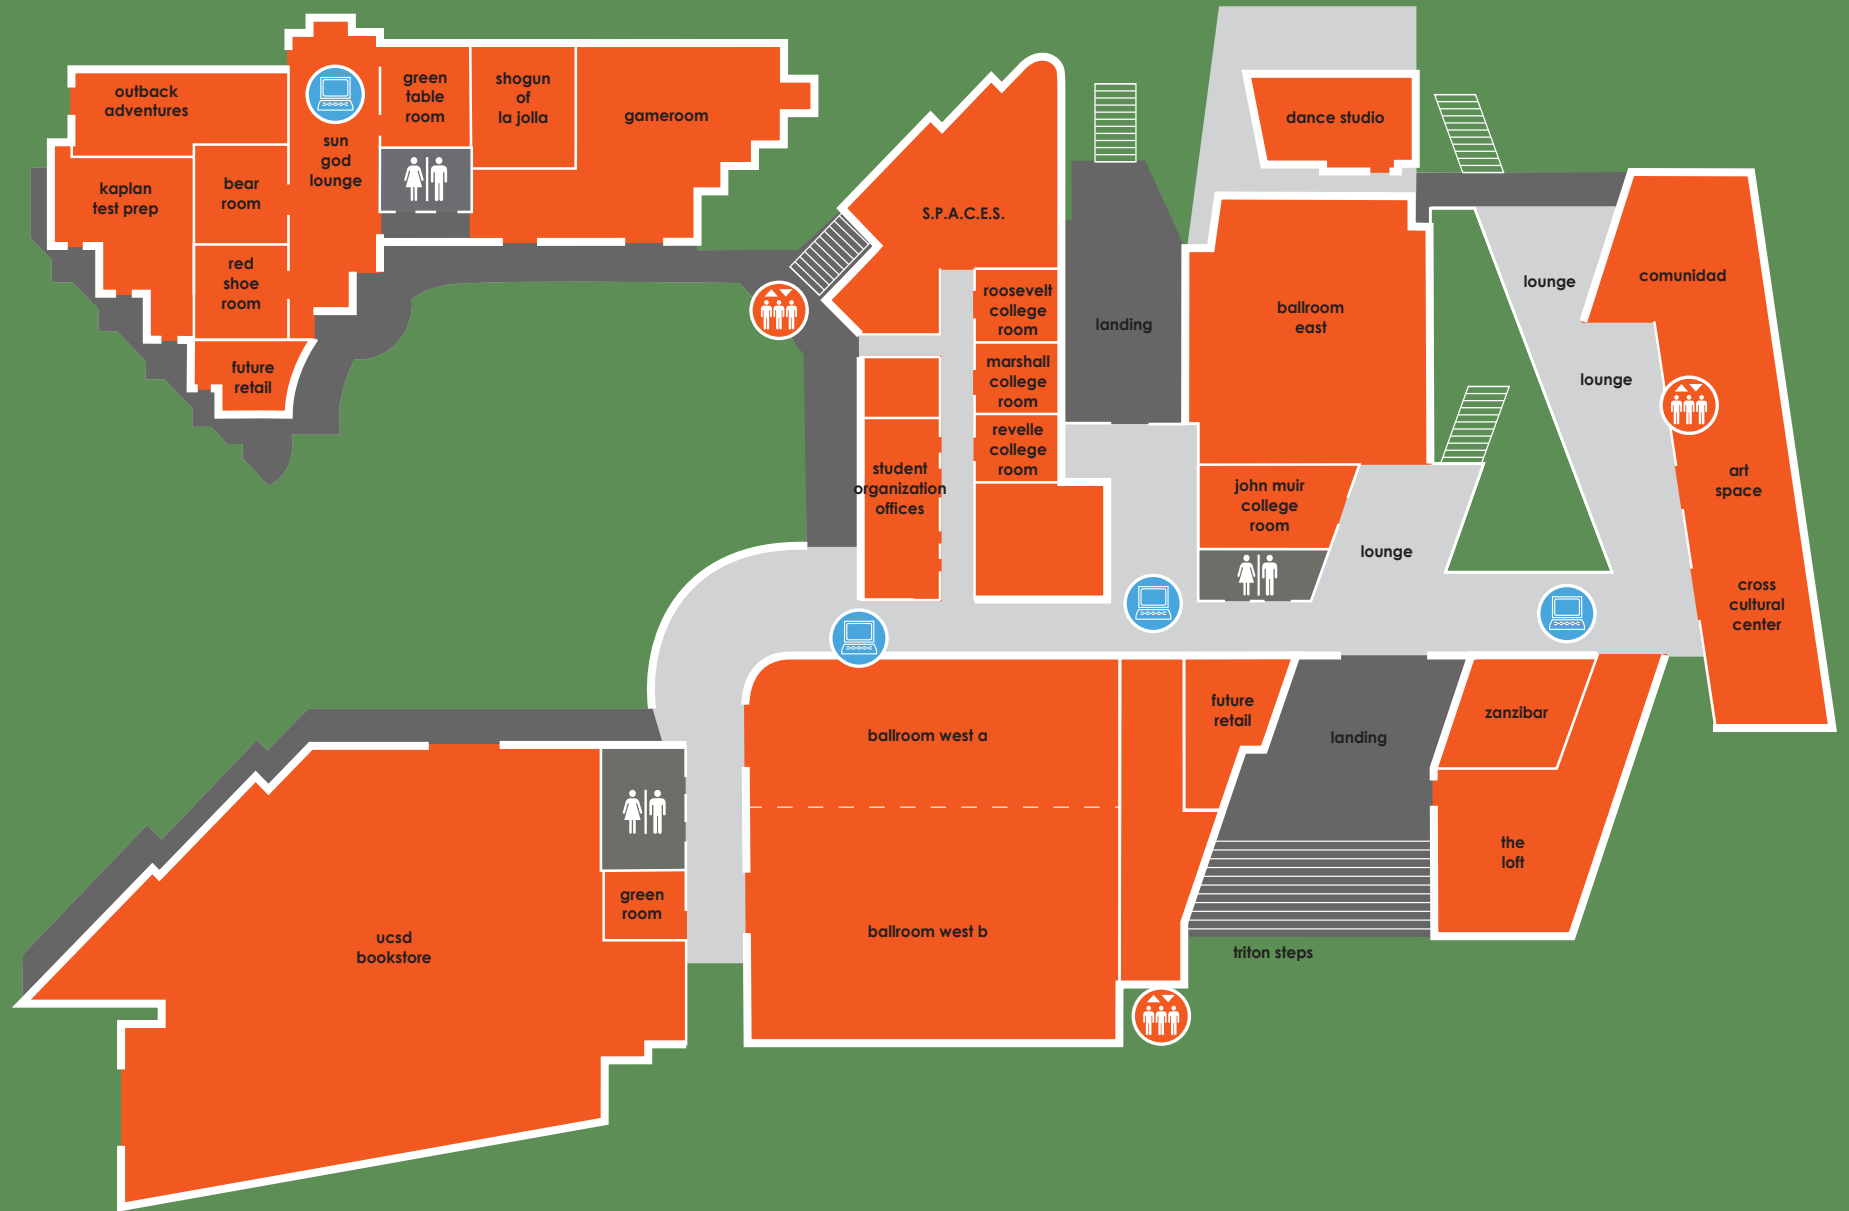 outback
adventures
kaplan
test prep
bear
room
red
shoe
room
future
retail
sun
god
lounge
green
table
room
shogun
of
la jolla
gameroom
S.P.A.C.E.S.
roosevelt
college
room
marshall
college
room
revelle
college
room
student
organization
offices
landing
dance studio
ballroom
east
john muir
college
room
lounge
lounge
lounge
comunidad
art
space
cross
cultural
center
ucsd
bookstore
green
room
ballroom west a
ballroom west b
future
retail
landing
triton steps
zanzibar
the
loft